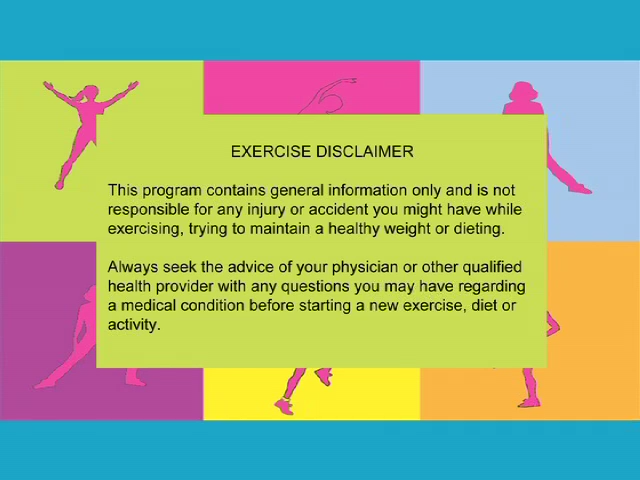 EXERCISE DISCLAIMER
This program contains general information only and is not
responsible for any injury or accident you might have while
exercising, trying to maintain a healthy weight or dieting.
Always seek the advice of your physician or other qualified
health provider with any questions you may have regarding
a medical condition before starting a new exercise, diet or
activity.